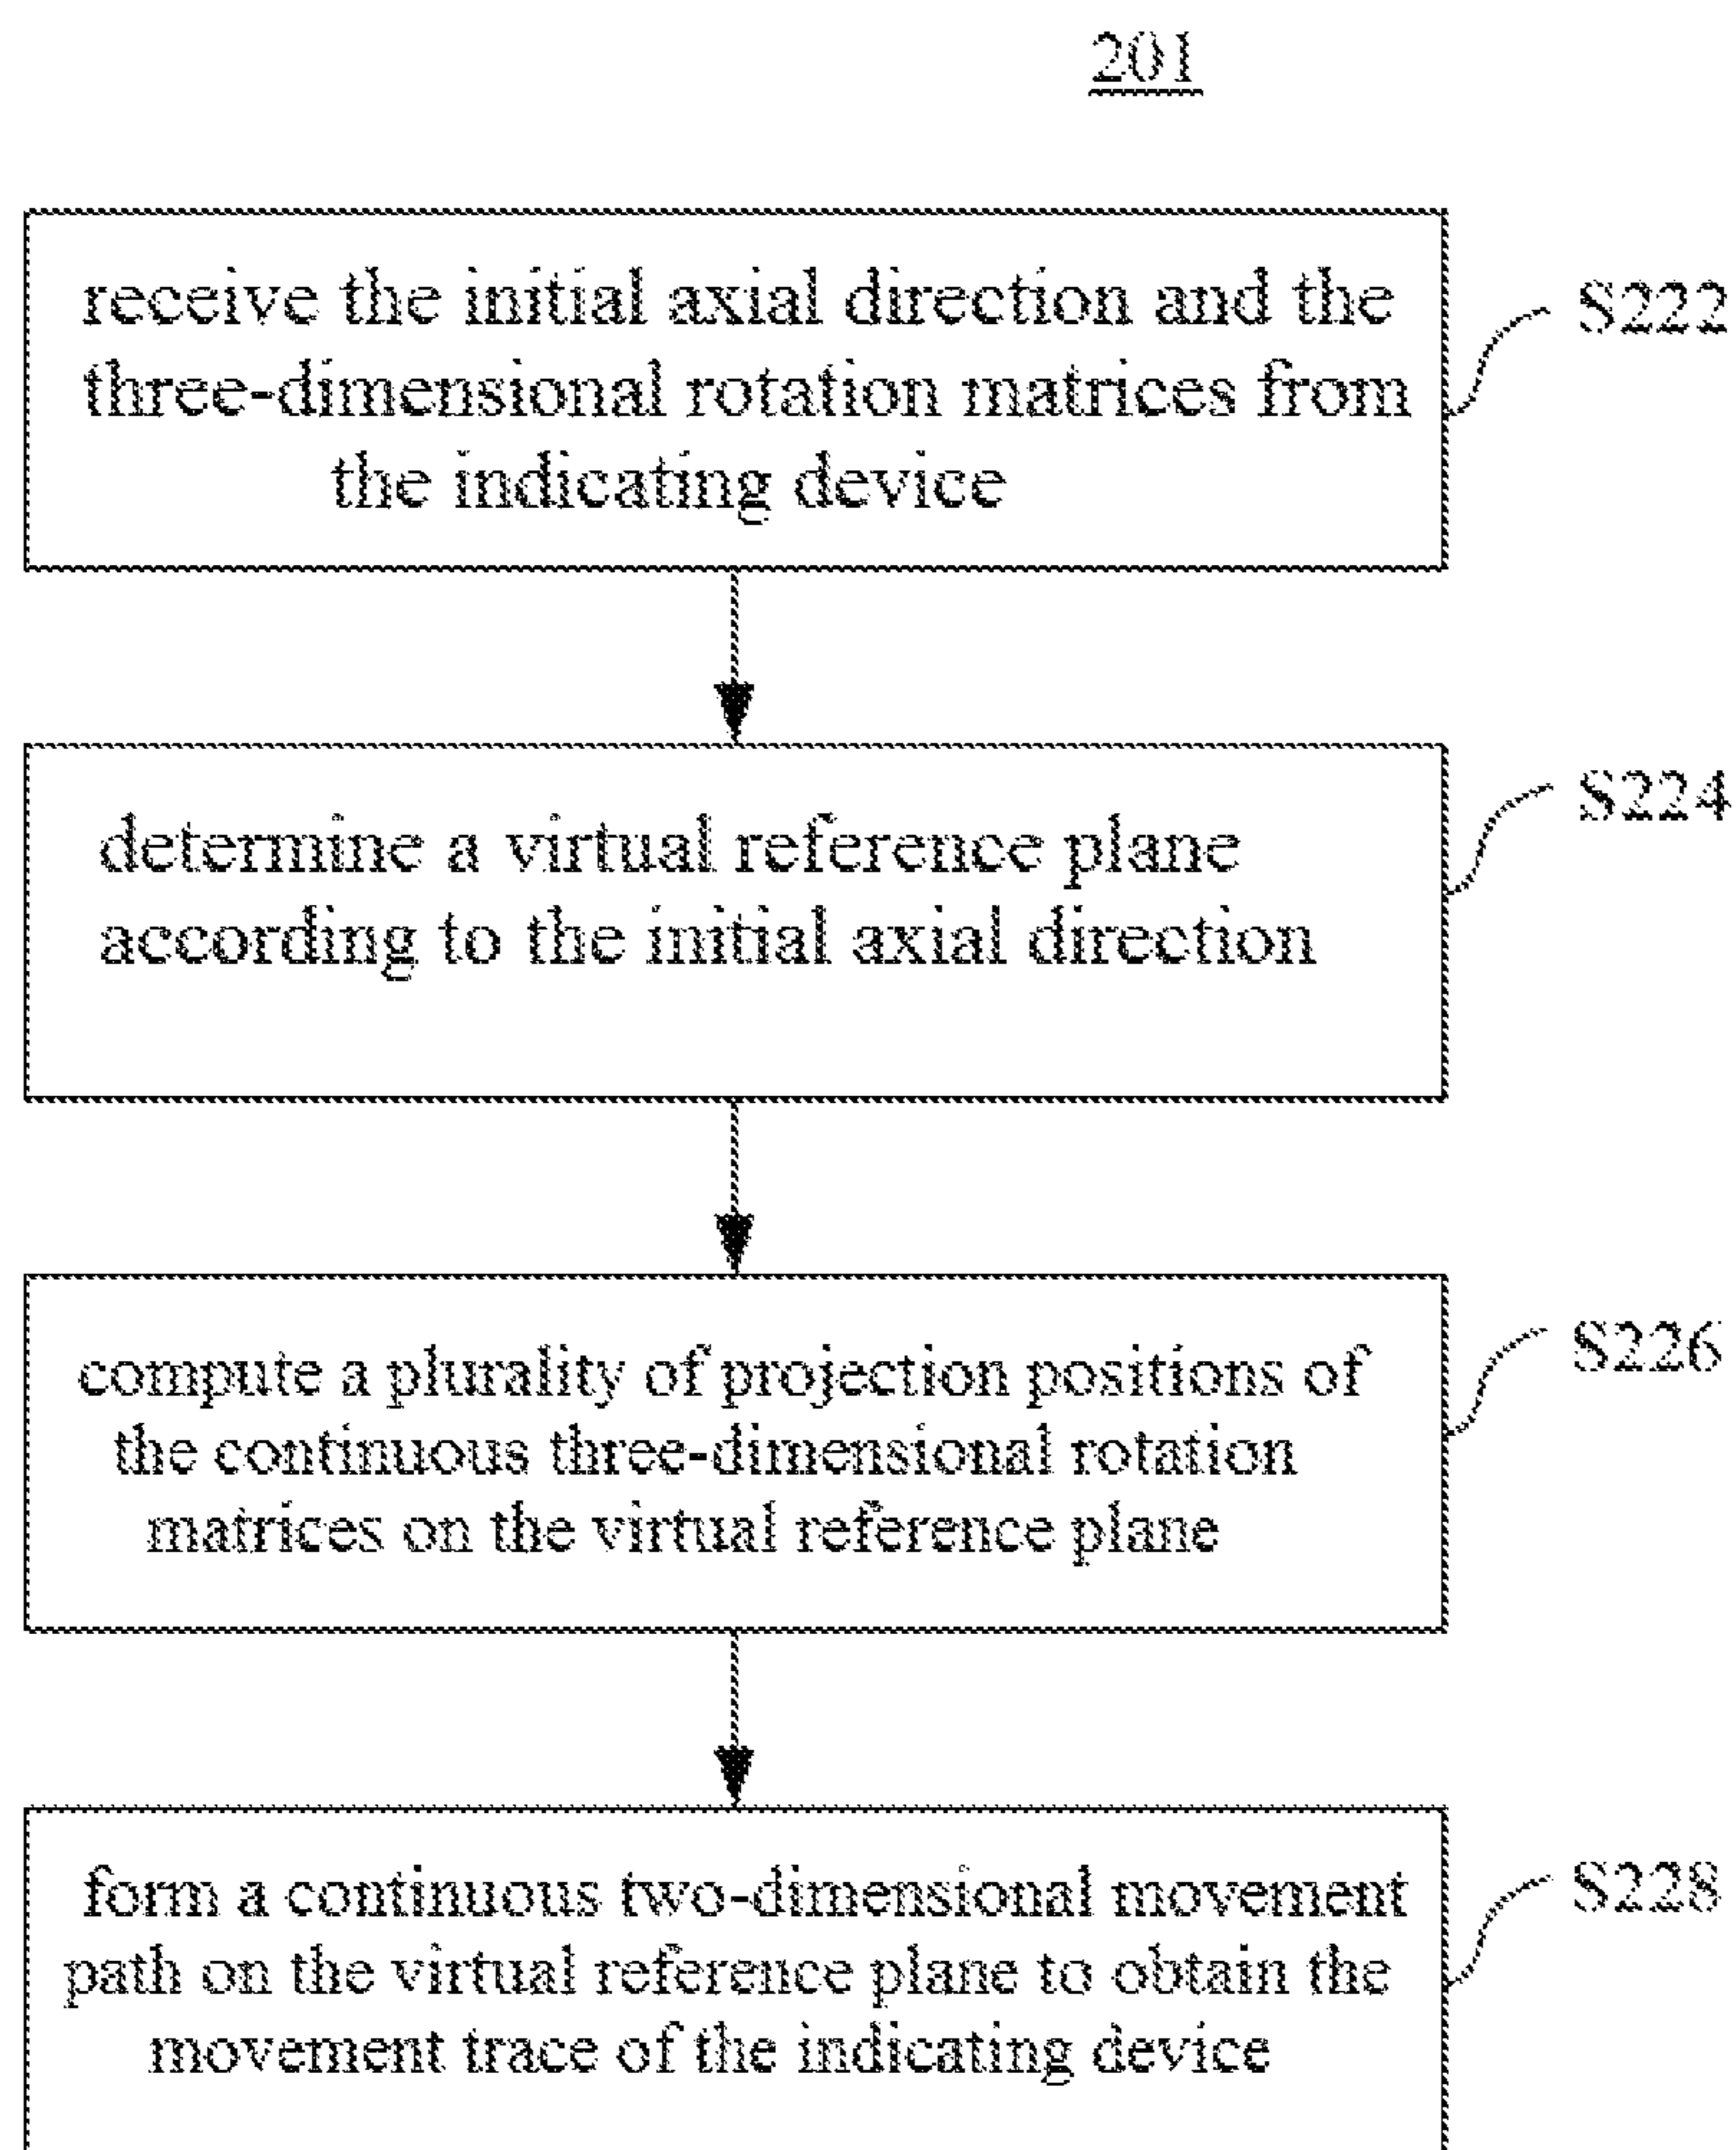 201
receive the initial axial direction and the
three-dimensional rotation matrices from
the indicating device
S222
determine a virtual reference plane
according to the initial axial direction
S224
compute a plurality of projection positions of
the continuous three-dimensional rotation
matrices on the virtual reference plane
S226
form a continuous two-dimensional movement
path on the virtual reference plane to obtain the
movement trace of the indicating device
S228